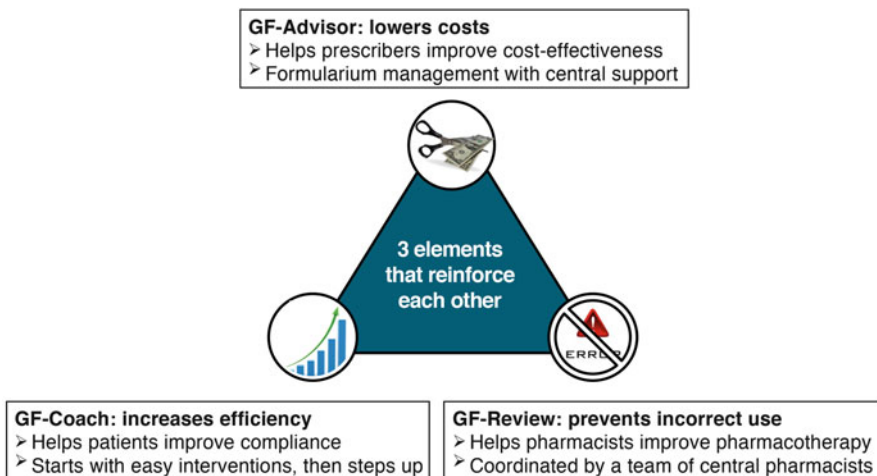 GF-Advisor: lowers costs
➢ Helps prescribers improve cost-effectiveness
➢ Formularium management with central support
3 elements
that reinforce
each other
ERROR
GF-Coach: increases efficiency
➢ Helps patients improve compliance
➢ Starts with easy interventions, then steps up
GF-Review: prevents incorrect use
➢ Helps pharmacists improve pharmacotherapy
➢ Coordinated by a team of central pharmacists